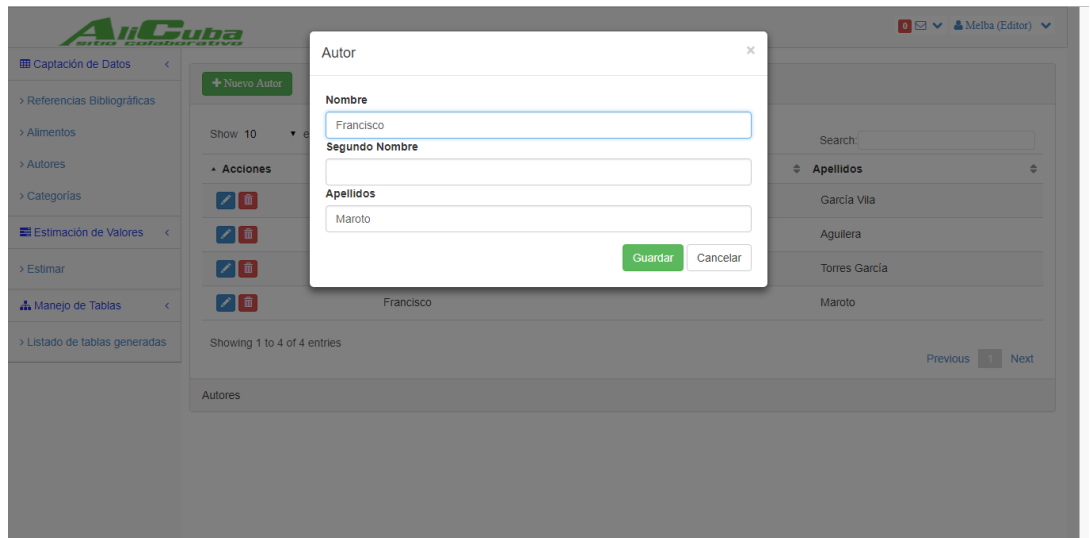 AliCuba
sitio colaborativo
0 Melba (Editor)
Captación de Datos
> Referencias Bibliográficas
> Alimentos
> Autores
> Categorías
Estimación de Valores
> Estimar
Manejo de Tablas
> Listado de tablas generadas
+ Nuevo Autor
Show 10 e
Search:
Acciones Apellidos
García Vila
Aguilera
Torres García
Francisco Maroto
Showing 1 to 4 of 4 entries
Previous 1 Next
Autores
Autor ×
Nombre
Francisco
Segundo Nombre
Apellidos
Maroto
Guardar Cancelar